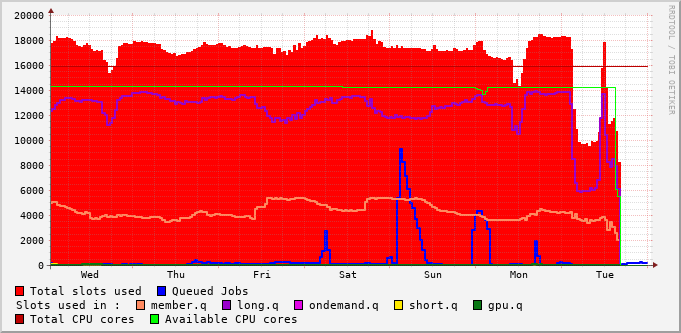 20000
18000
16000
14000
12000
10000
8000
6000
4000
2000
0
Wed Thu Fri Sat Sun Mon Tue
Total slots used Queued Jobs
Slots used in : member.q long.q ondemand.q short.q gpu.q
Total CPU cores Available CPU cores
RRDTOOL / TOBI OETIKER